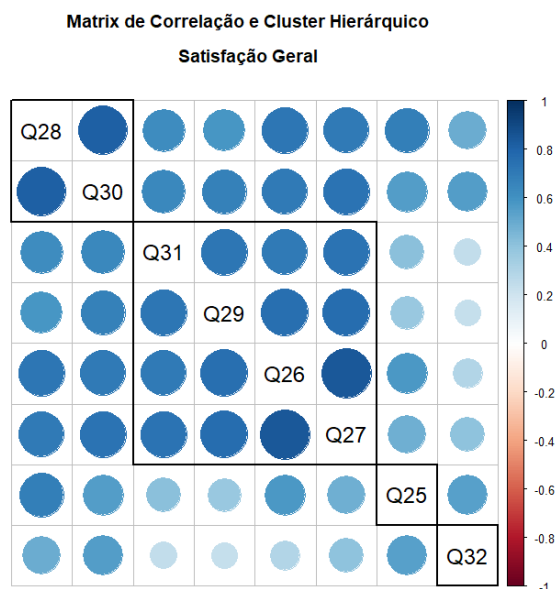 Matrix de Correlação e Cluster Hierárquico
Satisfação Geral
Q28
Q30
Q31
Q29
Q26
Q27
Q25
Q32
1
0.8
0.6
0.4
0.2
0
-0.2
-0.4
-0.6
-0.8
-1